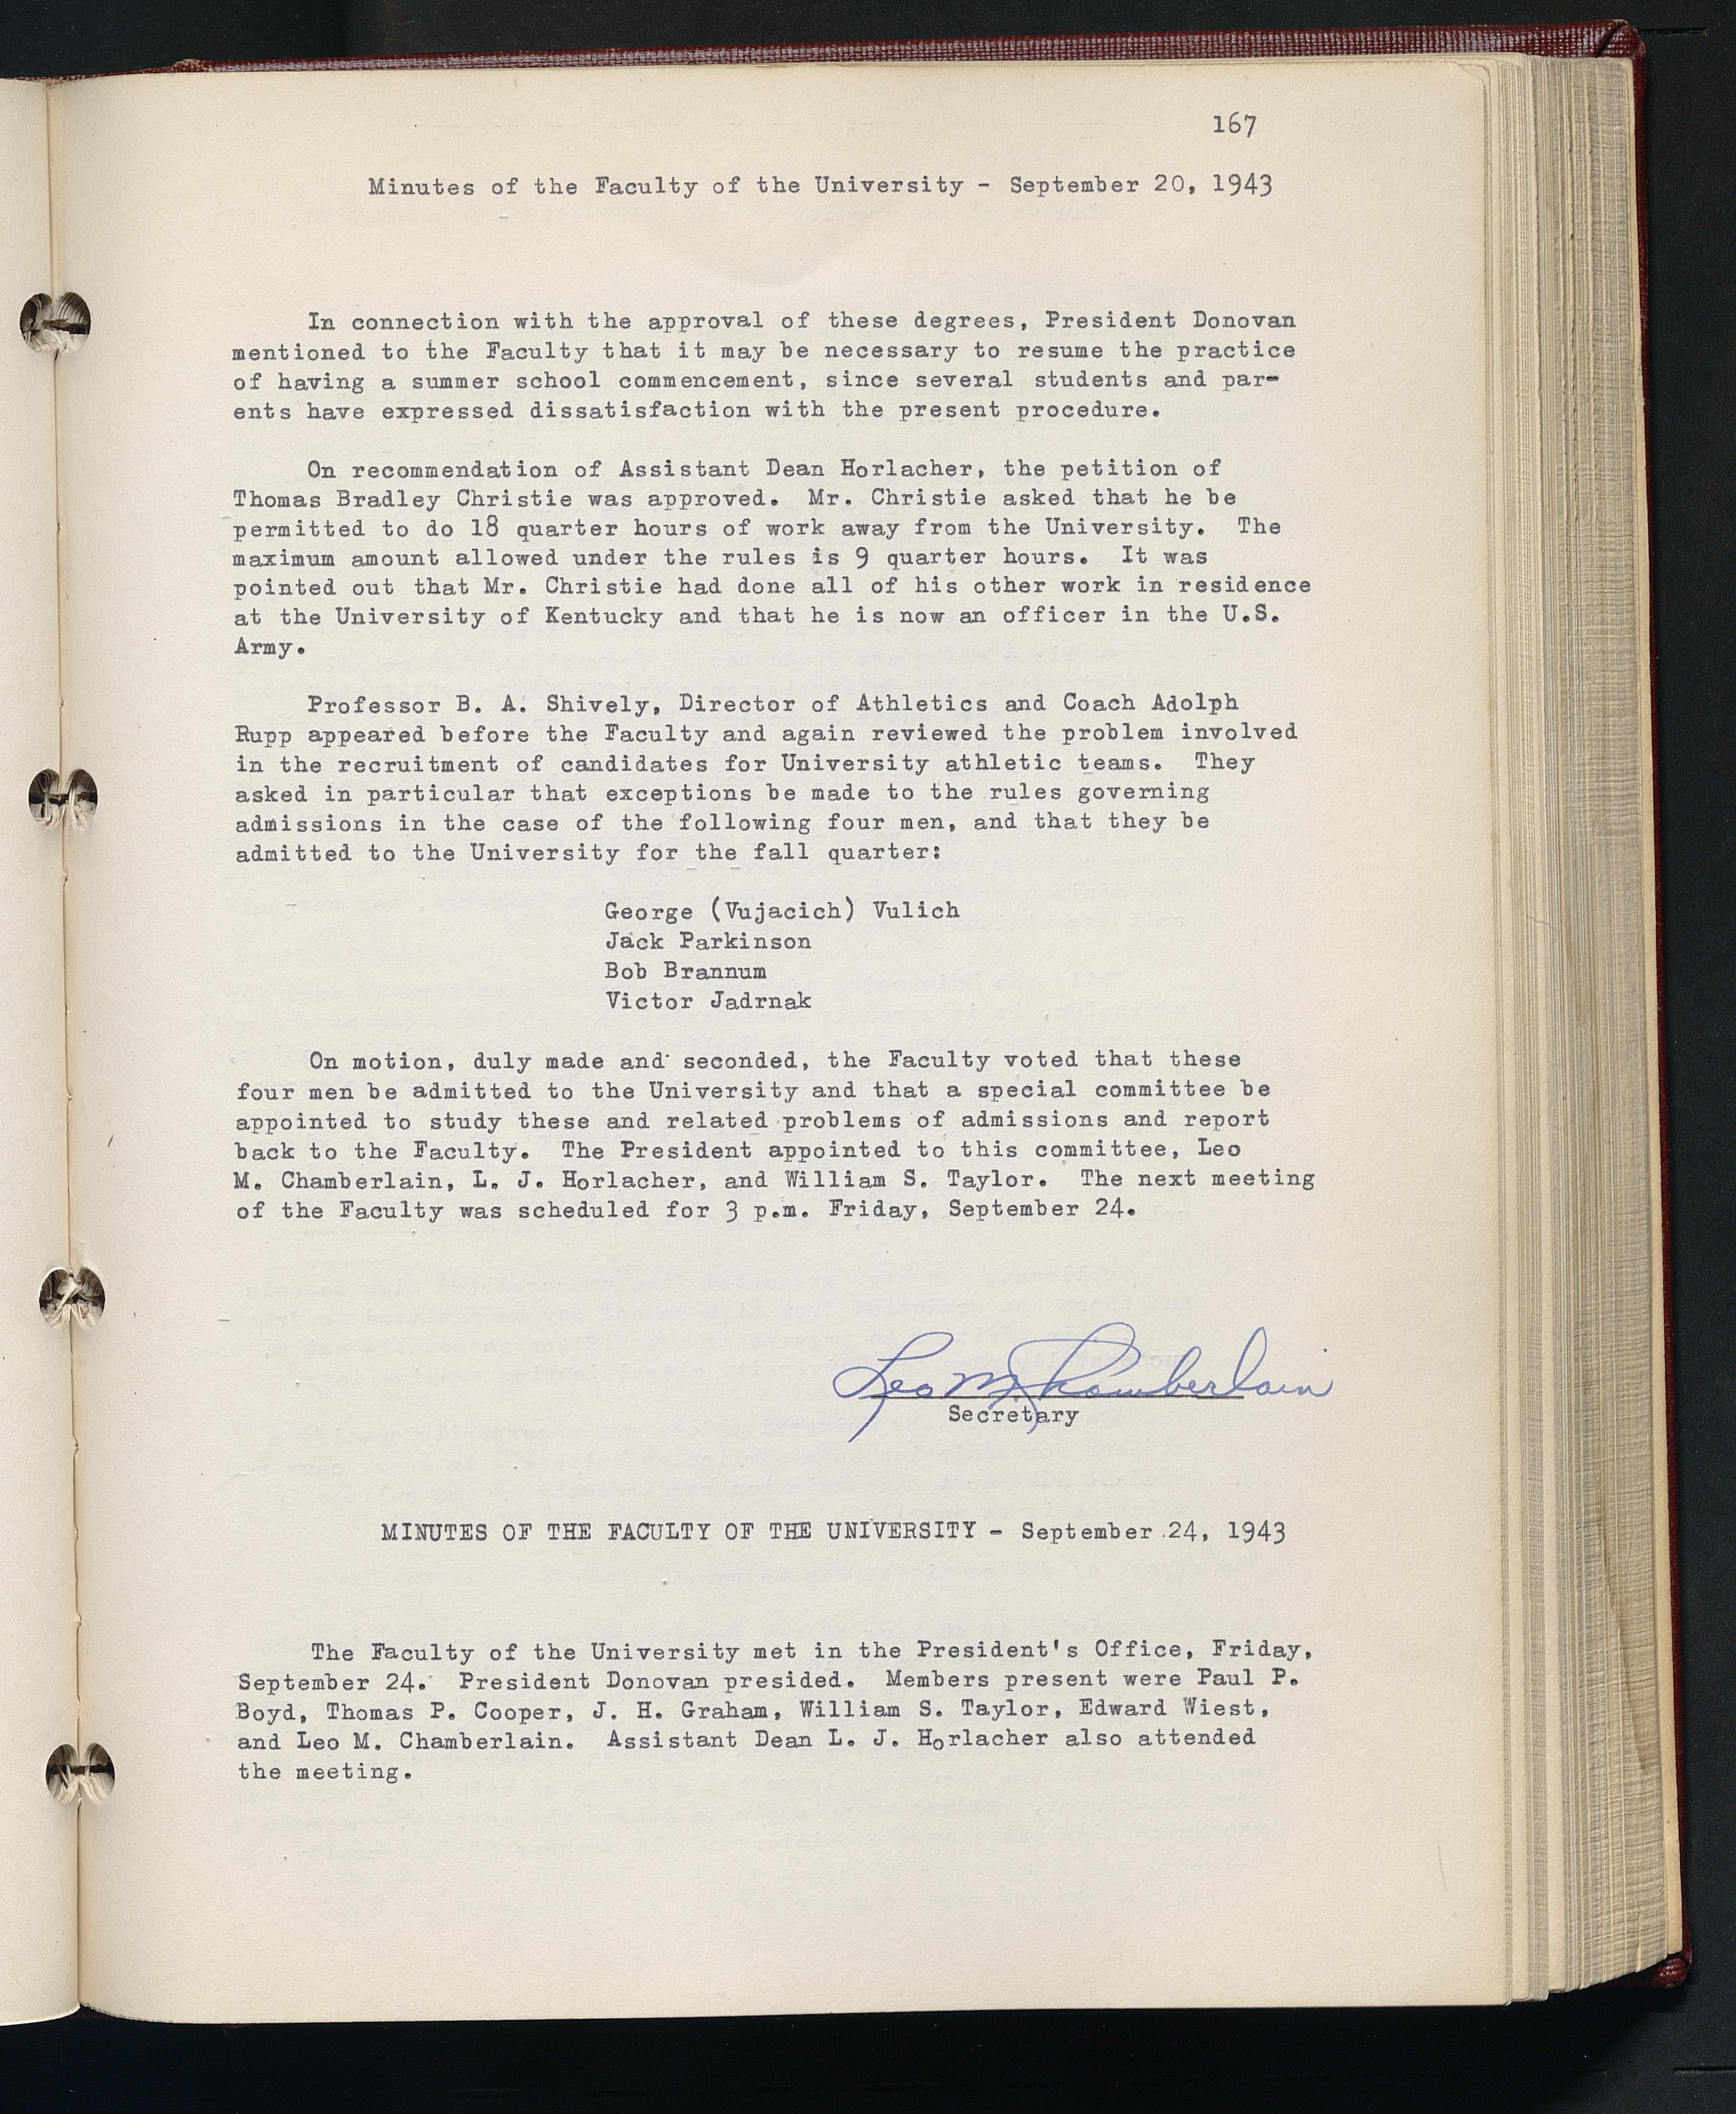 167
Minutes of the Faculty of the University - September 20, 1943
In connection with the approval of these degrees, President Donovan
mentioned to the Faculty that it may be necessary to resume the practice
of having a summer school commencement, since several students and par-
ents have expressed dissatisfaction with the present procedure.
On recommendation of Assistant Dean Horlacher, the petition of
Thomas Bradley Christie was approved. Mr. Christie asked that he be
permitted to do 18 quarter hours of work away from the University. The
maximum amount allowed under the rules is 9 quarter hours. It was
pointed out that Mr. Christie had done all of his other work in residence
at the University of Kentucky and that he is now an officer in the U.S.
Army.
Professor B. A. Shively, Director of Athletics and Coach Adolph
Rupp appeared before the Faculty and again reviewed the problem involved
in the recruitment of candidates for University athletic teams. They
asked in particular that exceptions be made to the rules governing
admissions in the case of the following four men, and that they be
admitted to the University for the fall quarter:
George (Vujacich) Vulich
Jack Parkinson
Bob Brannum
Victor Jadrnak
On motion, duly made and seconded, the Faculty voted that these
four men be admitted to the University and that a special committee be
appointed to study these and related problems of admissions and report
back to the Faculty. The President appointed to this committee, Leo
M. Chamberlain, L. J. Horlacher, and William S. Taylor. The next meeting
of the Faculty was scheduled for 3 p.m. Friday, September 24.
Leo M. Chamberlain
Secretary
MINUTES OF THE FACULTY OF THE UNIVERSITY - September 24, 1943
The Faculty of the University met in the President's Office, Friday,
September 24. President Donovan presided. Members present were Paul P.
Boyd, Thomas P. Cooper, J. H. Graham, William S. Taylor, Edward Wiest,
and Leo M. Chamberlain. Assistant Dean L. J. Horlacher also attended
the meeting.